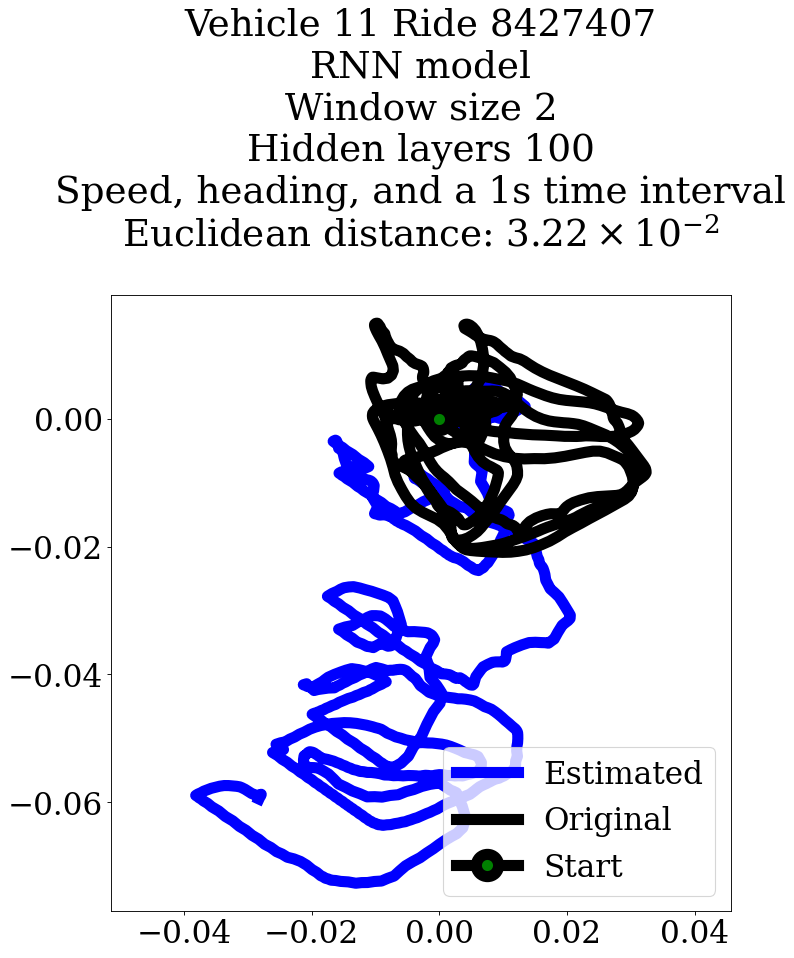 Vehicle 11 Ride 8427407
RNN model
Window size 2
Hidden layers 100
Speed, heading, and a 1s time interval
Euclidean distance: 3.22 × 10⁻²
0.00
−0.02
−0.04
−0.06
Estimated
Original
Start
−0.04 −0.02 0.00 0.02 0.04